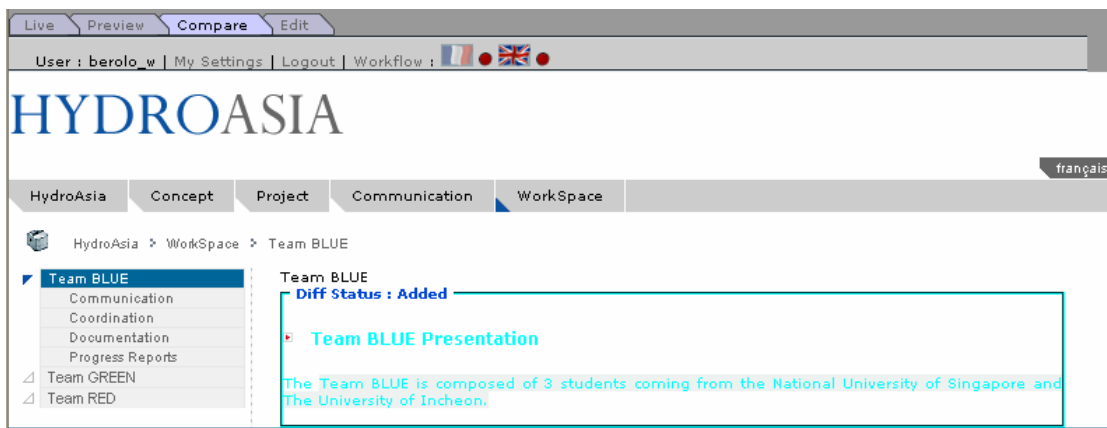 Live Preview Compare Edit
User : berolo_w | My Settings | Logout | Workflow :
HYDROASIA
français
HydroAsia Concept Project Communication WorkSpace
HydroAsia WorkSpace Team BLUE
Team BLUE
Communication
Coordination
Documentation
Progress Reports
Team GREEN
Team RED
Team BLUE
Diff Status : Added
Team BLUE Presentation
The Team BLUE is composed of 3 students coming from the National University of Singapore and
The University of Incheon.